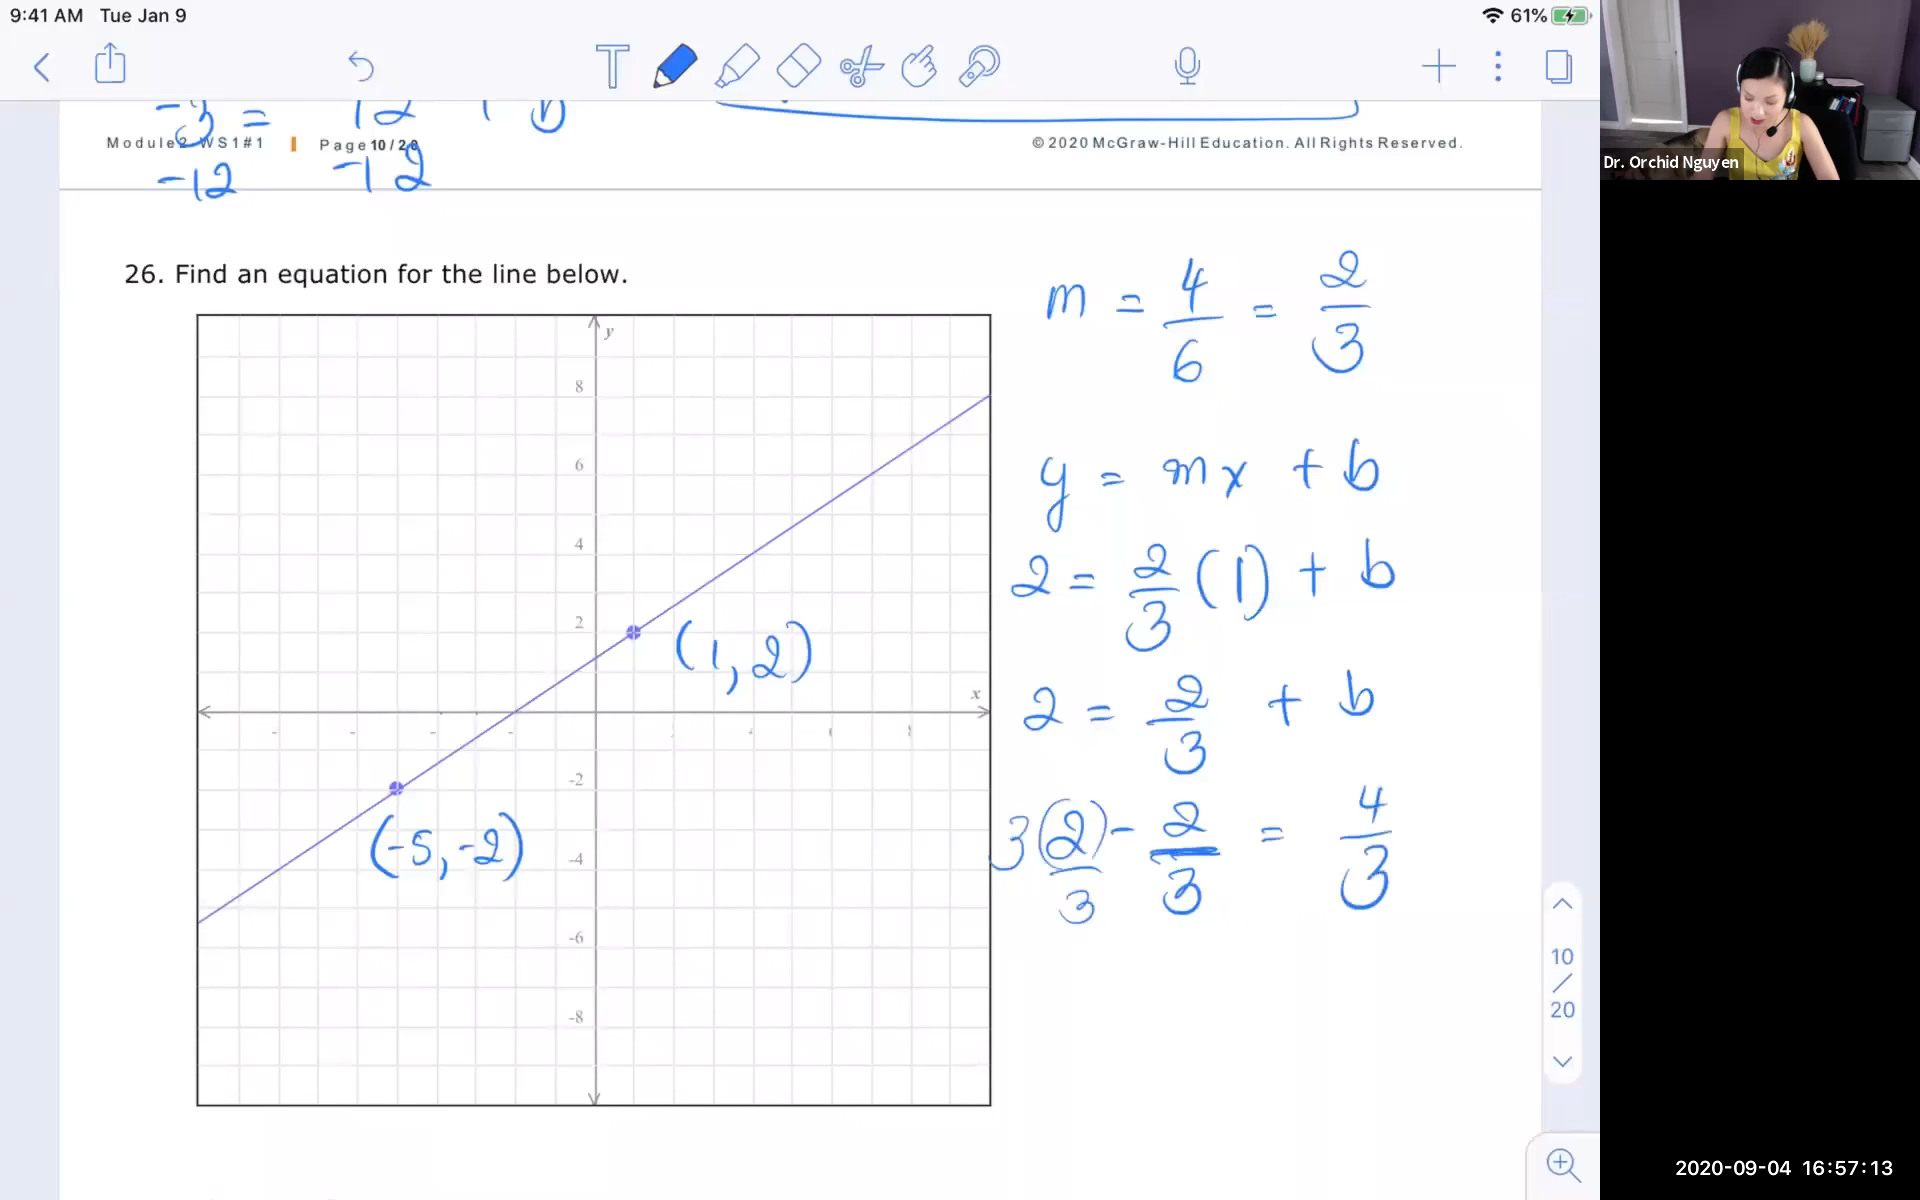 9:41 AM Tue Jan 9
61%
T
-3 = 12 + b
Module2 WS1#1 | Page 10 / 20
© 2020 McGraw-Hill Education. All Rights Reserved.
-12 -12
Dr. Orchid Nguyen
26. Find an equation for the line below.
m = 4/6 = 2/3
y
8
6
4
2
x
-2
-4
-6
-8
(1, 2)
(-5, -2)
y = mx + b
2 = 2/3 (1) + b
2 = 2/3 + b
3(2)/3 - 2/3 = 4/3
10
/
20
2020-09-04 16:57:13